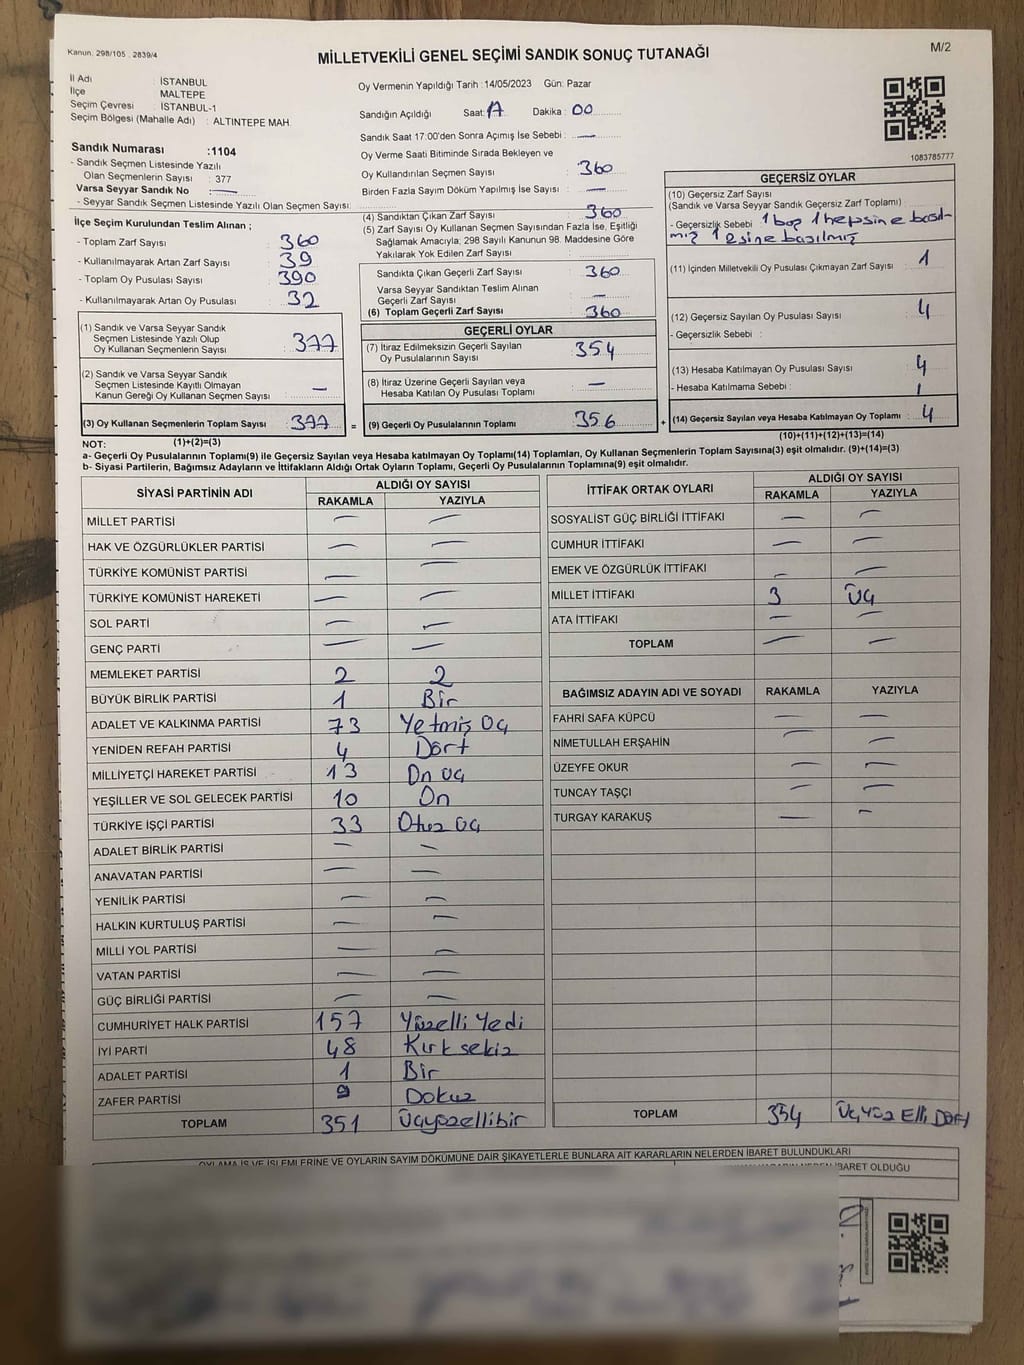 Kanun: 298/105 . 2839/4
MİLLETVEKİLİ GENEL SEÇİMİ SANDIK SONUÇ TUTANAĞI
M/2
İl Adı İSTANBUL
İlçe MALTEPE
Seçim Çevresi : İSTANBUL-1
Seçim Bölgesi (Mahalle Adı) : ALTINTEPE MAH.
Oy Vermenin Yapıldığı Tarih :14/05/2023 Gün: Pazar
Sandığın Açıldığı Saat: 17 Dakika : 00
Sandık Saat 17:00'den Sonra Açımış İse Sebebi : —
Oy Verme Saati Bitiminde Sırada Bekleyen ve
Oy Kullandırılan Seçmen Sayısı : 360
Birden Fazla Sayım Döküm Yapılmış İse Sayısı : —
1083785777
Sandık Numarası :1104
- Sandık Seçmen Listesinde Yazılı
Olan Seçmenlerin Sayısı : 377
Varsa Seyyar Sandık No : —
- Seyyar Sandık Seçmen Listesinde Yazılı Olan Seçmen Sayısı:
İlçe Seçim Kurulundan Teslim Alınan ;
- Toplam Zarf Sayısı : 360
- Kullanılmayarak Artan Zarf Sayısı : 39
- Toplam Oy Pusulası Sayısı : 390
- Kullanılmayarak Artan Oy Pusulası : 32
(1) Sandık ve Varsa Seyyar Sandık
Seçmen Listesinde Yazılı Olup
Oy Kullanan Seçmenlerin Sayısı : 377
(2) Sandık ve Varsa Seyyar Sandık
Seçmen Listesinde Kayıtlı Olmayan
Kanun Gereği Oy Kullanan Seçmen Sayısı : —
(3) Oy Kullanan Seçmenlerin Toplam Sayısı : 377 =
(4) Sandıktan Çıkan Zarf Sayısı : 360
(5) Zarf Sayısı Oy Kullanan Seçmen Sayısından Fazla İse, Eşitliği
Sağlamak Amacıyla; 298 Sayılı Kanunun 98. Maddesine Göre
Yakılarak Yok Edilen Zarf Sayısı :
Sandıkta Çıkan Geçerli Zarf Sayısı : 360
Varsa Seyyar Sandıktan Teslim Alınan
Geçerli Zarf Sayısı : —
(6) Toplam Geçerli Zarf Sayısı : 360
GEÇERLİ OYLAR
(7) İtiraz Edilmeksizin Geçerli Sayılan
Oy Pusulalarının Sayısı : 354
(8) İtiraz Üzerine Geçerli Sayılan veya
Hesaba Katılan Oy Pusulası Toplamı : —
(9) Geçerli Oy Pusulalarının Toplamı : 356 +
GEÇERSİZ OYLAR
(10) Geçersiz Zarf Sayısı
(Sandık ve Varsa Seyyar Sandık Geçersiz Zarf Toplamı) :
- Geçersizlik Sebebi : 1 boş 1 hepsine basıl-
mış 1 2sine basılmış
(11) İçinden Milletvekili Oy Pusulası Çıkmayan Zarf Sayısı : 1
(12) Geçersiz Sayılan Oy Pusulası Sayısı : 4
- Geçersizlik Sebebi :
(13) Hesaba Katılmayan Oy Pusulası Sayısı : 4
- Hesaba Katılmama Sebebi :
(14) Geçersiz Sayılan veya Hesaba Katılmayan Oy Toplamı : 4
NOT: (1)+(2)=(3) (10)+(11)+(12)+(13)=(14)
a- Geçerli Oy Pusulalarının Toplamı(9) ile Geçersiz Sayılan veya Hesaba katılmayan Oy Toplamı(14) Toplamları, Oy Kullanan Seçmenlerin Toplam Sayısına(3) eşit olmalıdır. (9)+(14)=(3)
b- Siyasi Partilerin, Bağımsız Adayların ve İttifakların Aldığı Ortak Oyların Toplamı, Geçerli Oy Pusulalarının Toplamına(9) eşit olmalıdır.
SİYASİ PARTİNİN ADI ALDIĞI OY SAYISI
RAKAMLA YAZIYLA
MİLLET PARTİSİ — —
HAK VE ÖZGÜRLÜKLER PARTİSİ — —
TÜRKİYE KOMÜNİST PARTİSİ — —
TÜRKİYE KOMÜNİST HAREKETİ — —
SOL PARTİ — —
GENÇ PARTİ — —
MEMLEKET PARTİSİ 2 2
BÜYÜK BİRLİK PARTİSİ 1 Bir
ADALET VE KALKINMA PARTİSİ 73 Yetmiş Üç
YENİDEN REFAH PARTİSİ 4 Dört
MİLLİYETÇİ HAREKET PARTİSİ 13 On üç
YEŞİLLER VE SOL GELECEK PARTİSİ 10 On
TÜRKİYE İŞÇİ PARTİSİ 33 Otuz üç
ADALET BİRLİK PARTİSİ — —
ANAVATAN PARTİSİ — —
YENİLİK PARTİSİ — —
HALKIN KURTULUŞ PARTİSİ — —
MİLLİ YOL PARTİSİ — —
VATAN PARTİSİ — —
GÜÇ BİRLİĞİ PARTİSİ — —
CUMHURİYET HALK PARTİSİ 157 Yüzelli Yedi
İYİ PARTİ 48 Kırk sekiz
ADALET PARTİSİ 1 Bir
ZAFER PARTİSİ 9 Dokuz
TOPLAM 351 Üçyüzellibir
İTTİFAK ORTAK OYLARI ALDIĞI OY SAYISI
RAKAMLA YAZIYLA
SOSYALİST GÜÇ BİRLİĞİ İTTİFAKI — —
CUMHUR İTTİFAKI — —
EMEK VE ÖZGÜRLÜK İTTİFAKI — —
MİLLET İTTİFAKI 3 Üç
ATA İTTİFAKI — —
TOPLAM — —
BAĞIMSIZ ADAYIN ADI VE SOYADI RAKAMLA YAZIYLA
FAHRİ SAFA KÜPCÜ — —
NİMETULLAH ERŞAHİN — —
ÜZEYFE OKUR — —
TUNCAY TAŞÇI — —
TURGAY KARAKUŞ — —
TOPLAM 354 Üçyüz Elli Dört
OYLAMA İŞ VE İŞLEMLERİNE VE OYLARIN SAYIM DÖKÜMÜNE DAİR ŞİKAYETLERLE BUNLARA AİT KARARLARIN NELERDEN İBARET BULUNDUKLARI
İBARET OLDUĞU